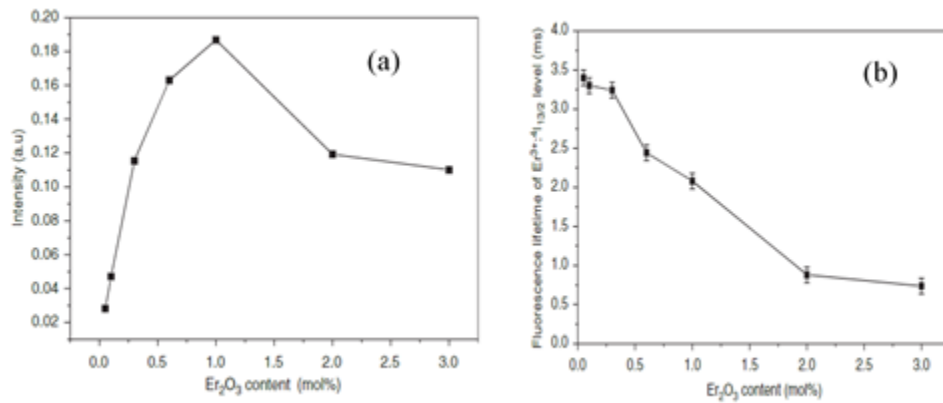 0.20
0.18
0.16
0.14
0.12
0.10
0.08
0.06
0.04
0.02
Intensity (a.u)
(a)
0.0 0.5 1.0 1.5 2.0 2.5 3.0
Er₂O₃ content (mol%)
4.0
3.5
3.0
2.5
2.0
1.5
1.0
0.5
0.0
Fluorescence lifetime of Er³⁺:⁴I₁₃/₂ level (ms)
(b)
0.0 0.5 1.0 1.5 2.0 2.5 3.0
Er₂O₃ content (mol%)